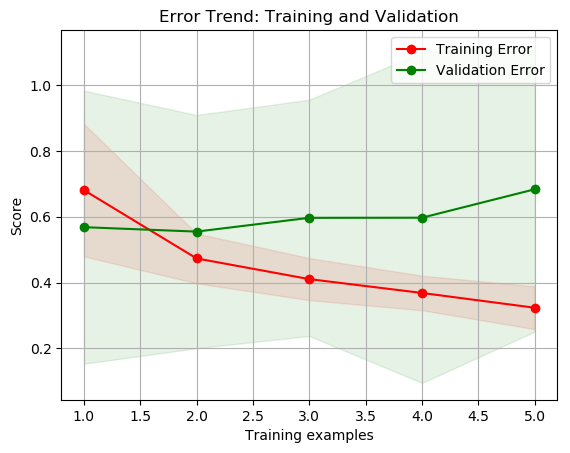 Error Trend: Training and Validation
Training Error
Validation Error
Score
1.0
0.8
0.6
0.4
0.2
1.0 1.5 2.0 2.5 3.0 3.5 4.0 4.5 5.0
Training examples